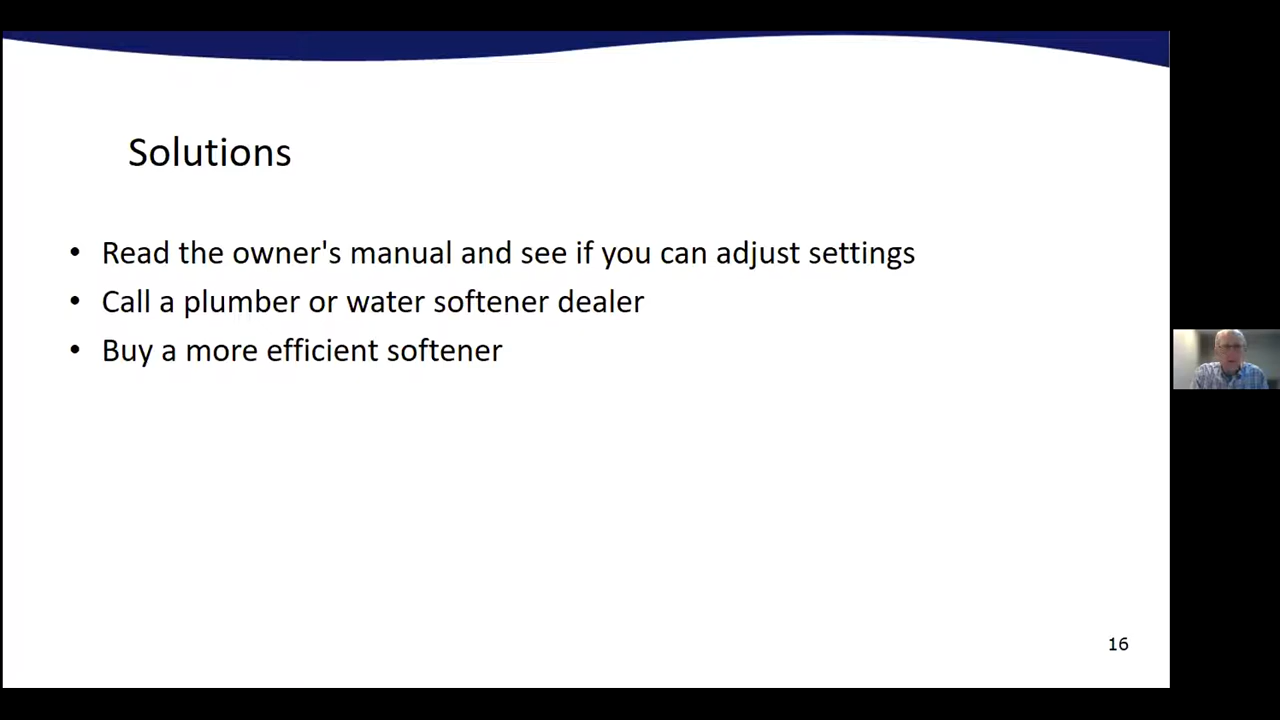 Solutions
• Read the owner's manual and see if you can adjust settings
• Call a plumber or water softener dealer
• Buy a more efficient softener
16